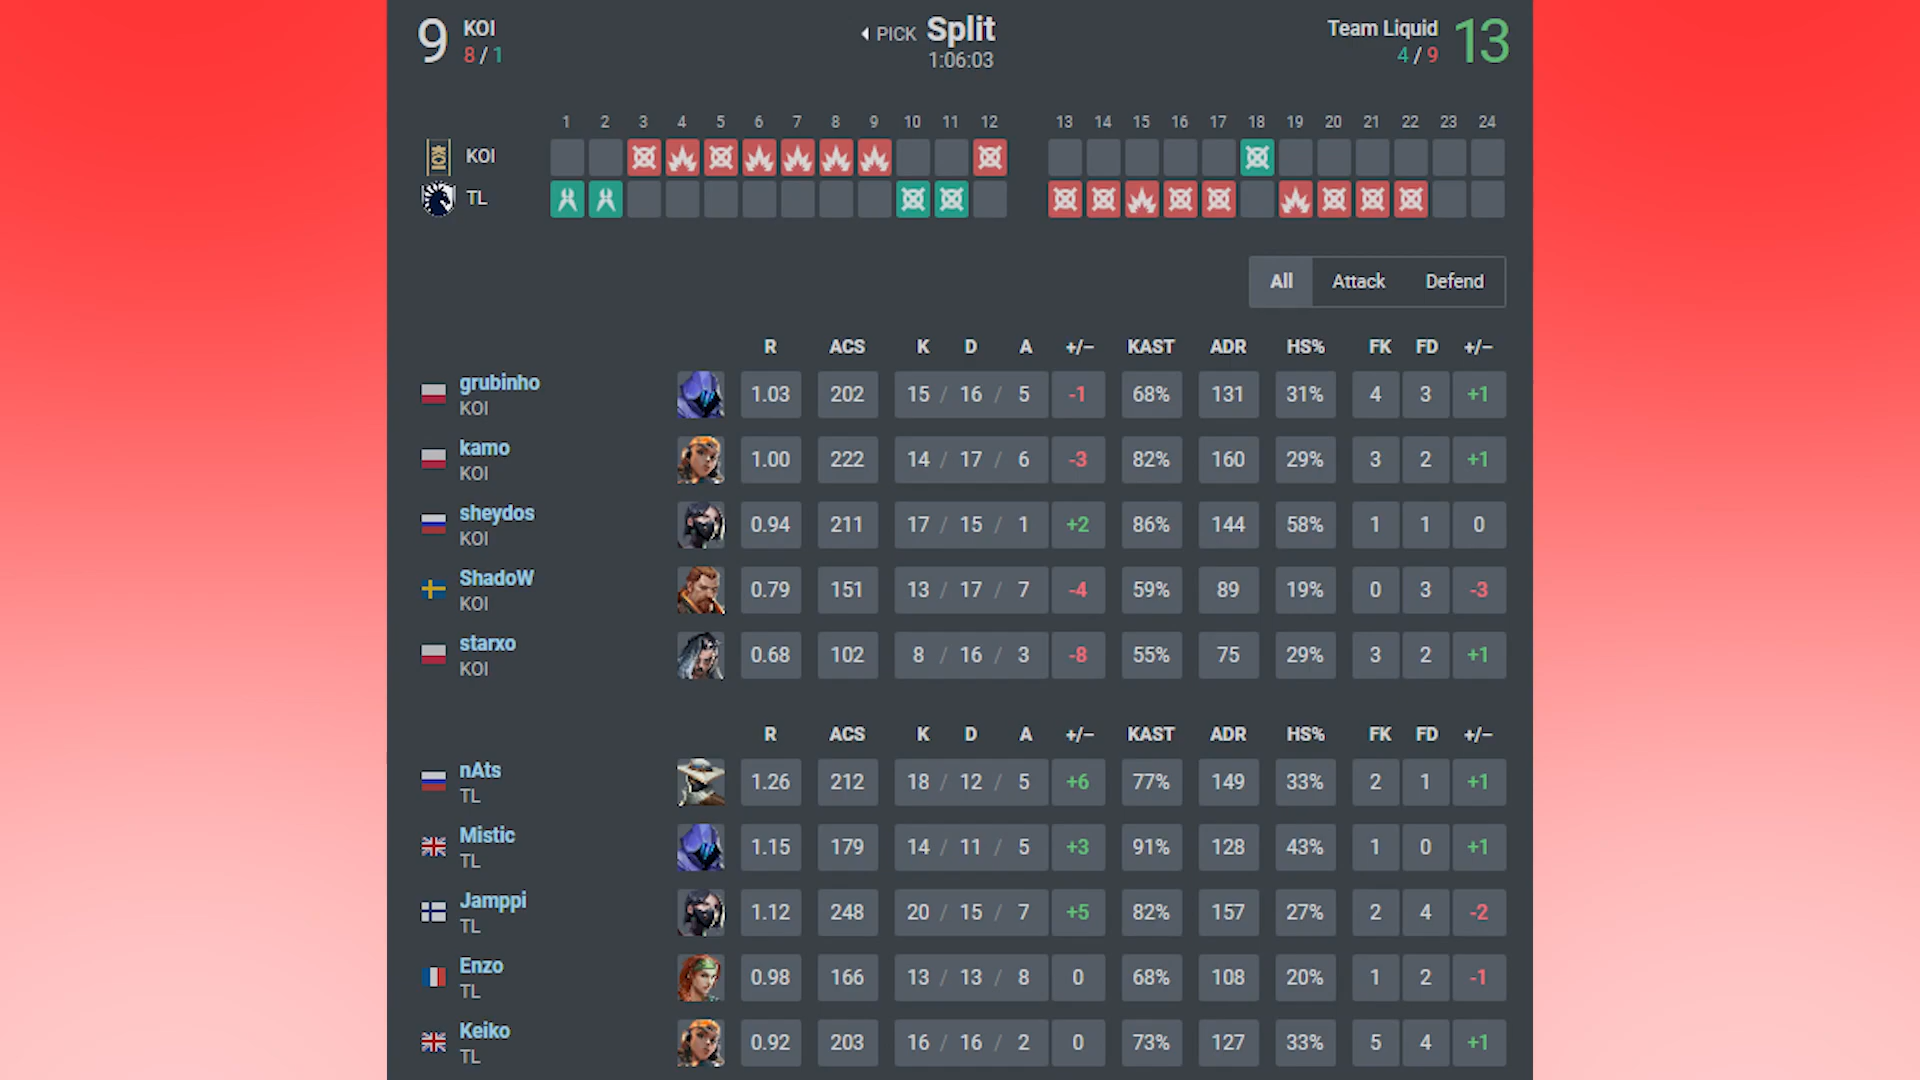 9 KOI 8 / 1 PICK Split 1:06:03 Team Liquid 4 / 9 13
1 2 3 4 5 6 7 8 9 10 11 12 13 14 15 16 17 18 19 20 21 22 23 24
KOI KOI
TL
All Attack Defend
R ACS K D A +/– KAST ADR HS% FK FD +/–
grubinho KOI 1.03 202 15 / 16 / 5 -1 68% 131 31% 4 3 +1
kamo KOI 1.00 222 14 / 17 / 6 -3 82% 160 29% 3 2 +1
sheydos KOI 0.94 211 17 / 15 / 1 +2 86% 144 58% 1 1 0
ShadoW KOI 0.79 151 13 / 17 / 7 -4 59% 89 19% 0 3 -3
starxo KOI 0.68 102 8 / 16 / 3 -8 55% 75 29% 3 2 +1
R ACS K D A +/– KAST ADR HS% FK FD +/–
nAts TL 1.26 212 18 / 12 / 5 +6 77% 149 33% 2 1 +1
Mistic TL 1.15 179 14 / 11 / 5 +3 91% 128 43% 1 0 +1
Jamppi TL 1.12 248 20 / 15 / 7 +5 82% 157 27% 2 4 -2
Enzo TL 0.98 166 13 / 13 / 8 0 68% 108 20% 1 2 -1
Keiko TL 0.92 203 16 / 16 / 2 0 73% 127 33% 5 4 +1